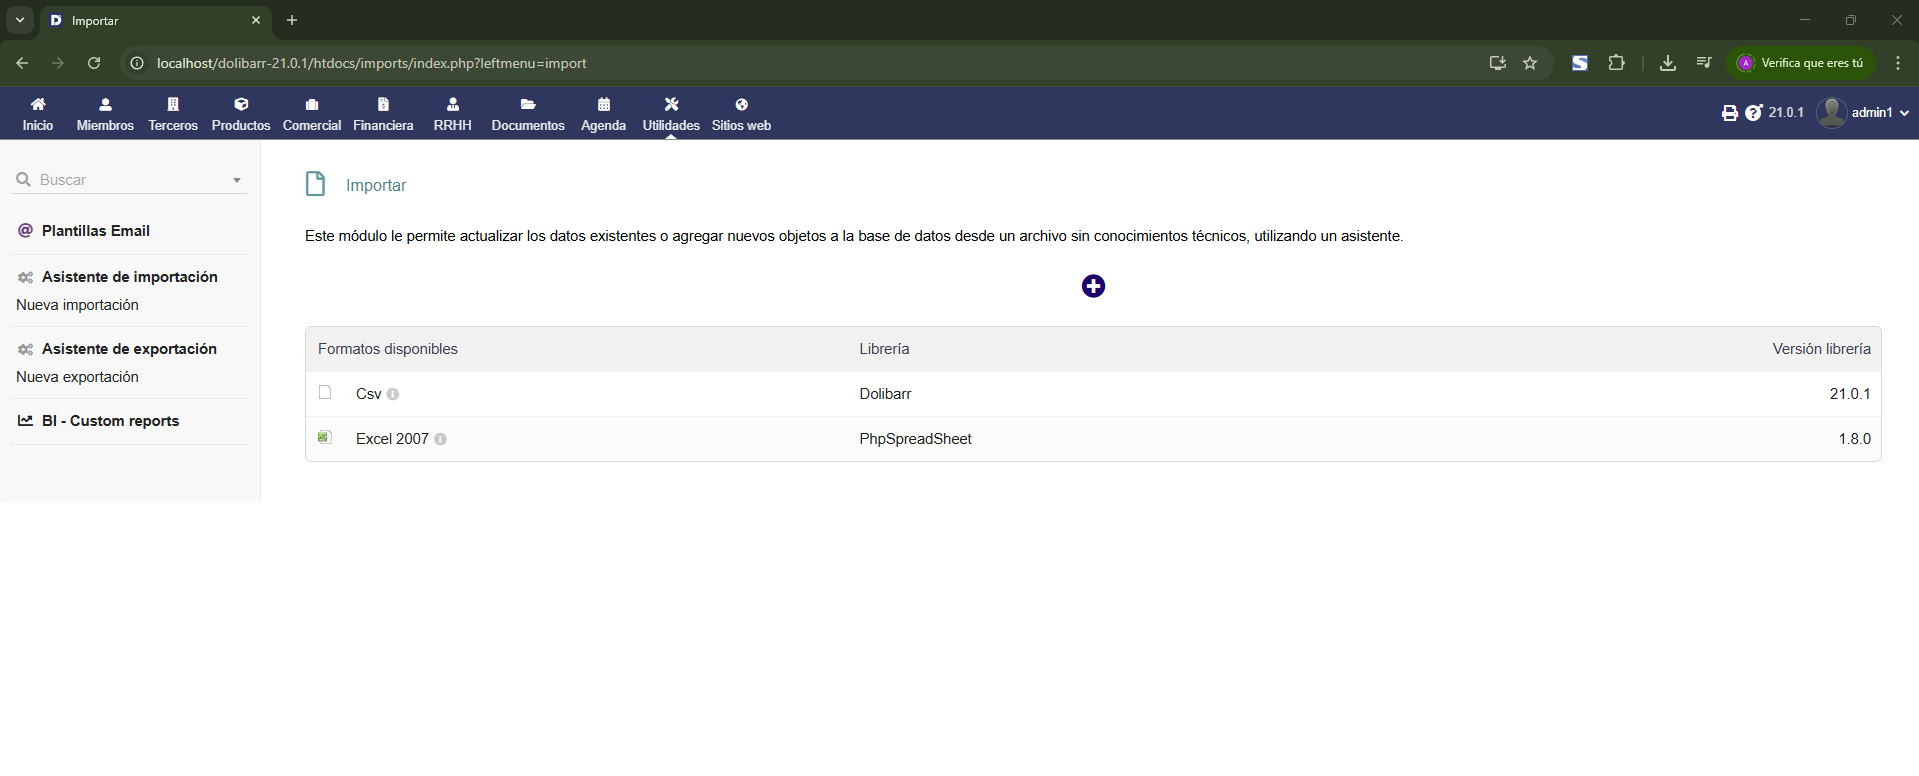 Importar
localhost/dolibarr-21.0.1/htdocs/imports/index.php?leftmenu=import
A Verifica que eres tú
Inicio Miembros Terceros Productos Comercial Financiera RRHH Documentos Agenda Utilidades Sitios web
21.0.1 admin1
Buscar
Plantillas Email
Asistente de importación
Nueva importación
Asistente de exportación
Nueva exportación
BI - Custom reports
Importar
Este módulo le permite actualizar los datos existentes o agregar nuevos objetos a la base de datos desde un archivo sin conocimientos técnicos, utilizando un asistente.
Formatos disponibles Librería Versión librería
Csv Dolibarr 21.0.1
Excel 2007 PhpSpreadSheet 1.8.0